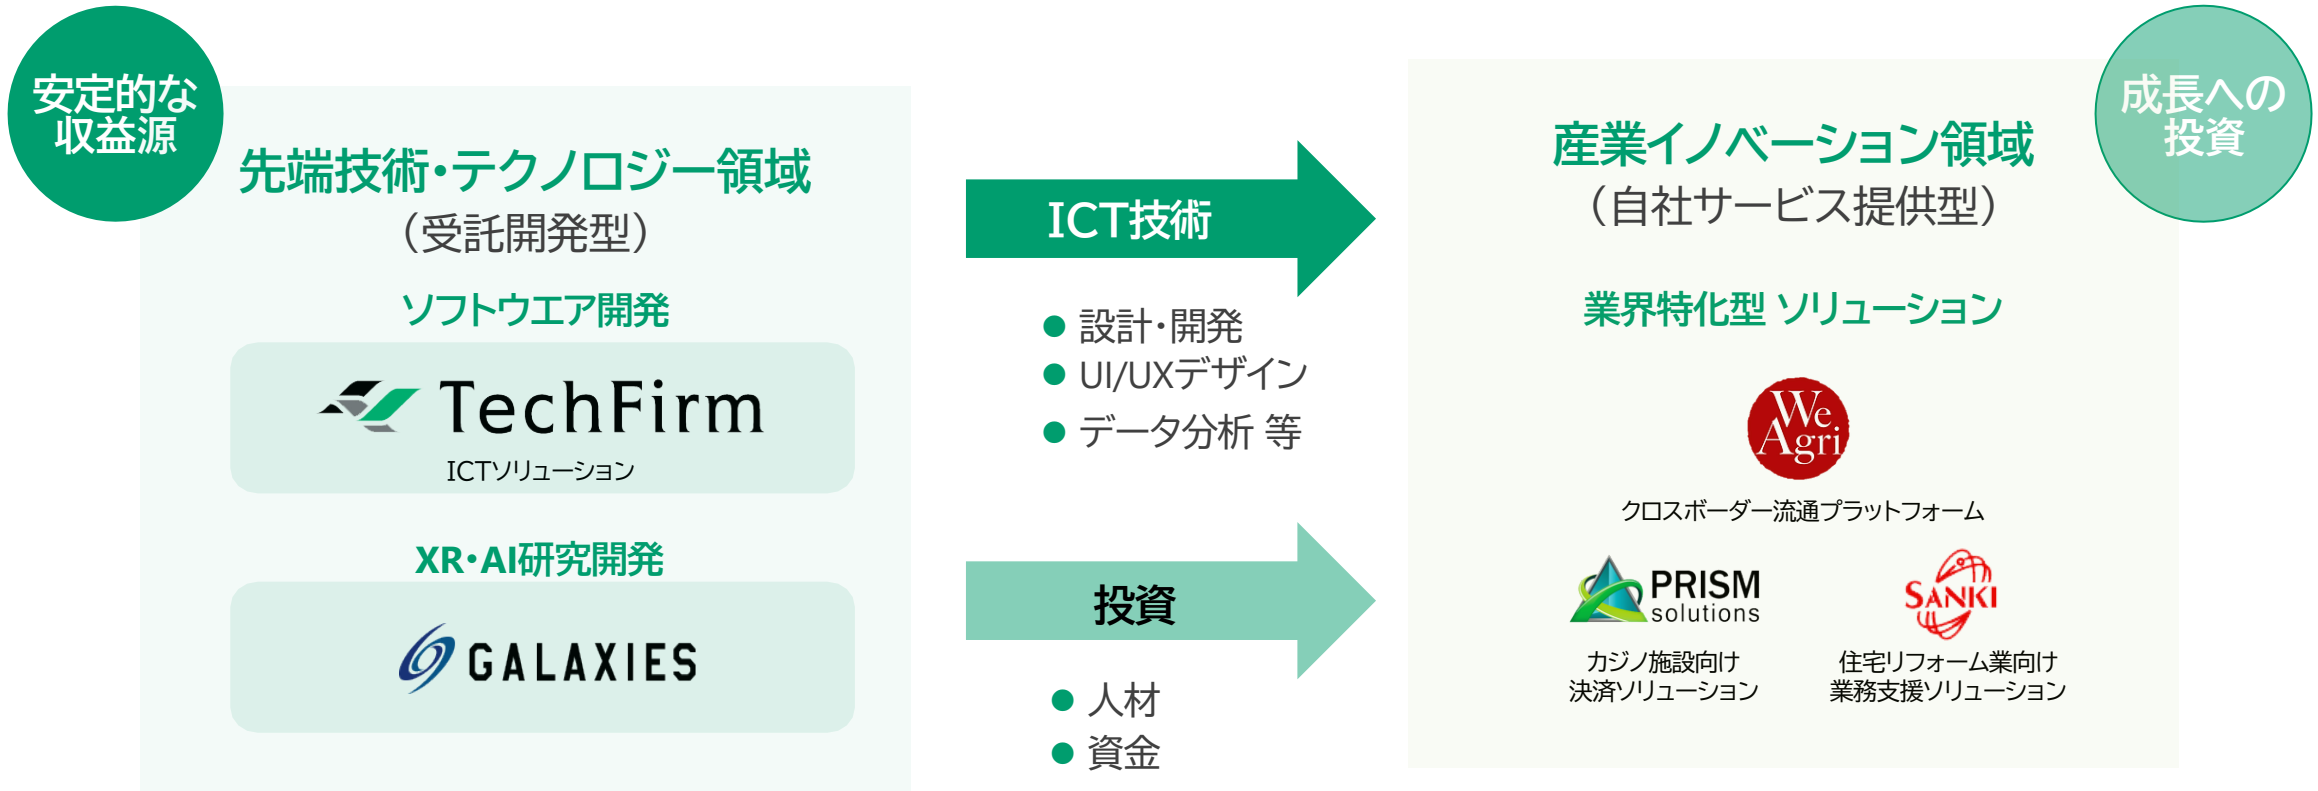 安定的な
収益源
先端技術・テクノロジー領域
（受託開発型）
ソフトウエア開発
TechFirm
ICTソリューション
XR・AI研究開発
GALAXIES
ICT技術
設計・開発
UI/UXデザイン
データ分析 等
投資
人材
資金
成長への
投資
産業イノベーション領域
（自社サービス提供型）
業界特化型 ソリューション
We
Agri
クロスボーダー流通プラットフォーム
PRISM
solutions
カジノ施設向け
決済ソリューション
SANKI
住宅リフォーム業向け
業務支援ソリューション